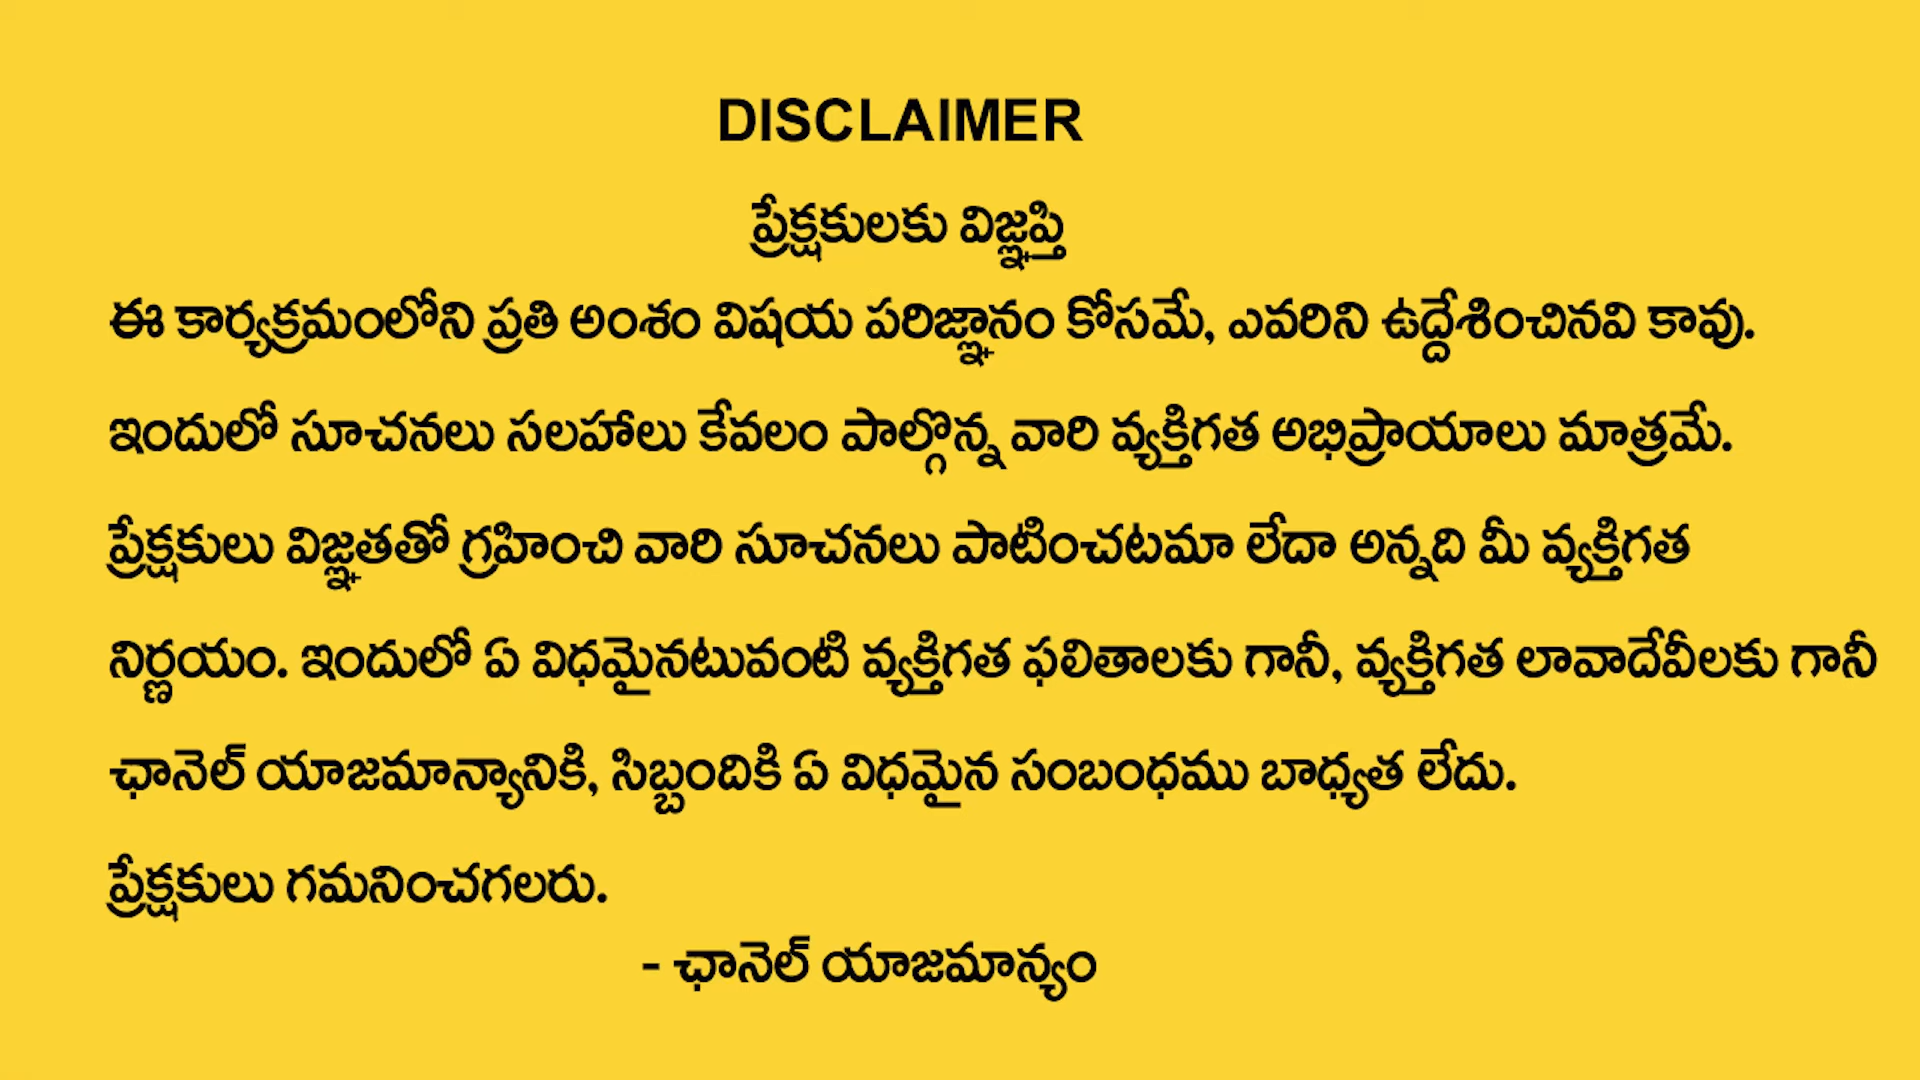 DISCLAIMER
ప్రేక్షకులకు విజ్ఞప్తి
ఈ కార్యక్రమంలోని ప్రతి అంశం విషయ పరిజ్ఞానం కోసమే, ఎవరిని ఉద్దేశించినవి కావు.
ఇందులో సూచనలు సలహాలు కేవలం పాల్గొన్న వారి వ్యక్తిగత అభిప్రాయాలు మాత్రమే.
ప్రేక్షకులు విజ్ఞతతో గ్రహించి వారి సూచనలు పాటించటమా లేదా అన్నది మీ వ్యక్తిగత
నిర్ణయం. ఇందులో ఏ విధమైనటువంటి వ్యక్తిగత ఫలితాలకు గానీ, వ్యక్తిగత లావాదేవీలకు గానీ
ఛానెల్ యాజమాన్యానికి, సిబ్బందికి ఏ విధమైన సంబంధము బాధ్యత లేదు.
ప్రేక్షకులు గమనించగలరు.
- ఛానెల్ యాజమాన్యం